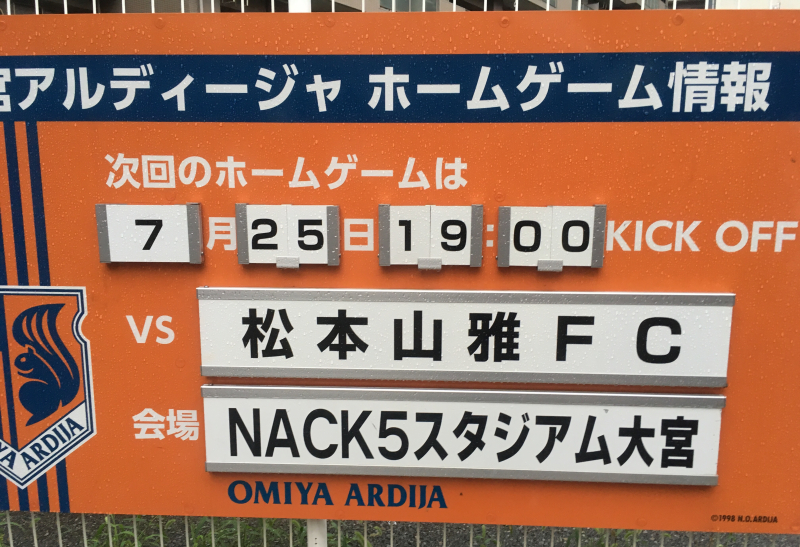 宮アルディージャ ホームゲーム情報
次回のホームゲームは
7月25日19:00 KICK OFF
VS 松本山雅FC
会場 NACK5スタジアム大宮
OMIYA ARDIJA
YA ARDIJA
©1998 N.O.ARDIJA